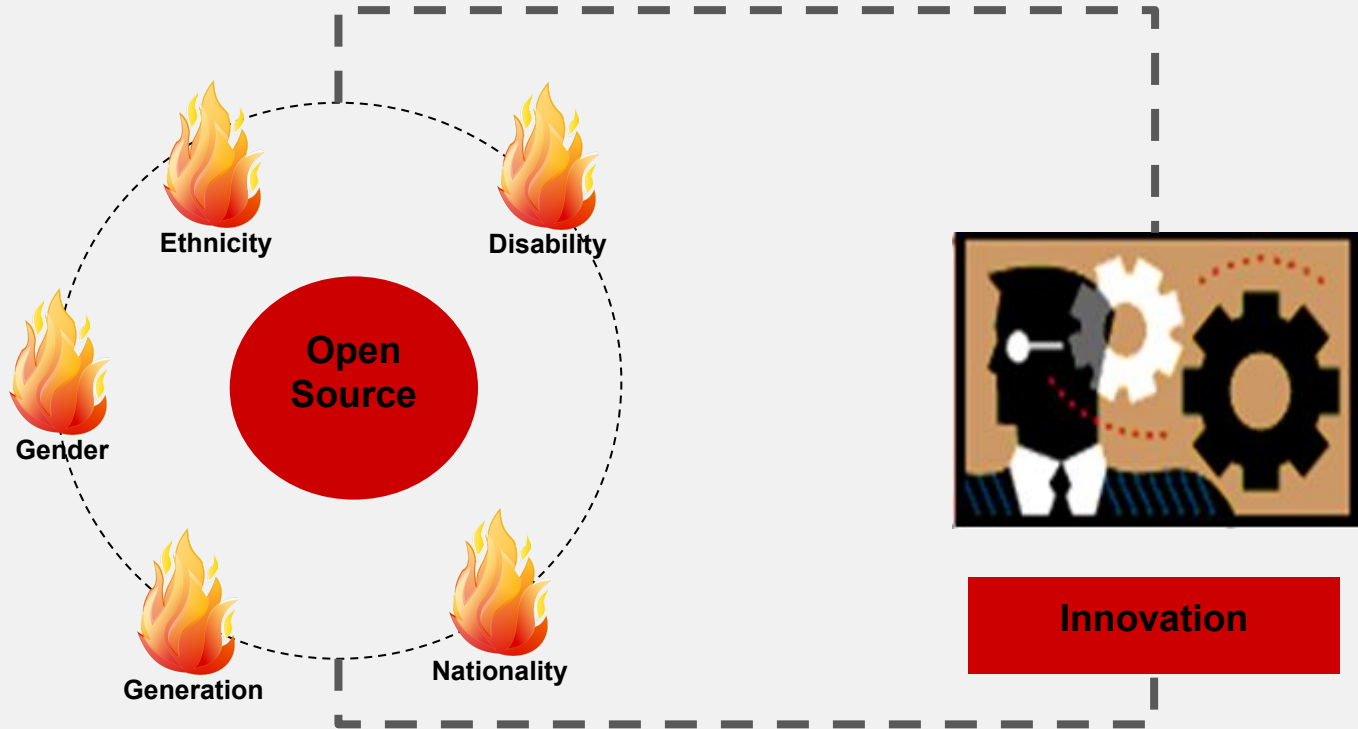 Ethnicity
Disability
Open
Source
Gender
Generation
Nationality
Innovation